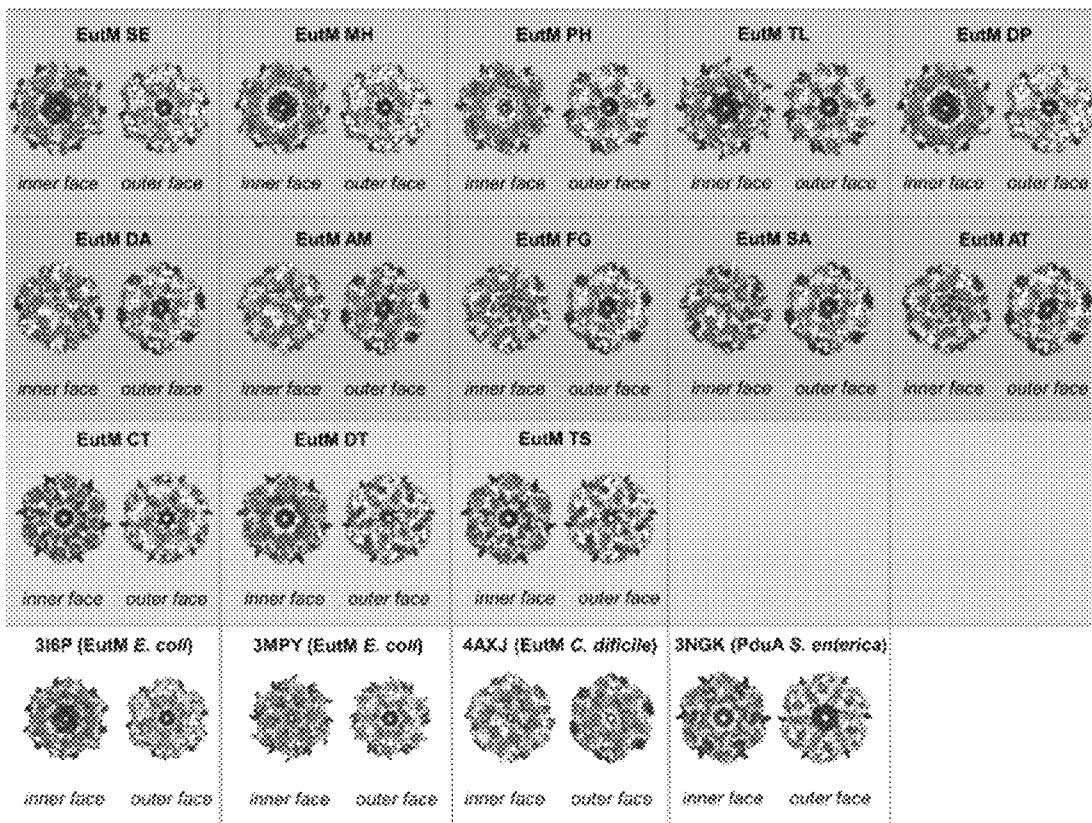 EutM SE EutM MH EutM PH EutM TL EutM DP
inner face outer face inner face outer face inner face outer face inner face outer face inner face outer face
EutM DA EutM AM EutM FG EutM SA EutM AT
inner face outer face inner face outer face inner face outer face inner face outer face inner face outer face
EutM CT EutM DT EutM TS
inner face outer face inner face outer face inner face outer face
3I6P (EutM E. coli) 3MPY (EutM E. coli) 4AXJ (EutM C. difficile) 3NGK (PduA S. enterica)
inner face outer face inner face outer face inner face outer face inner face outer face